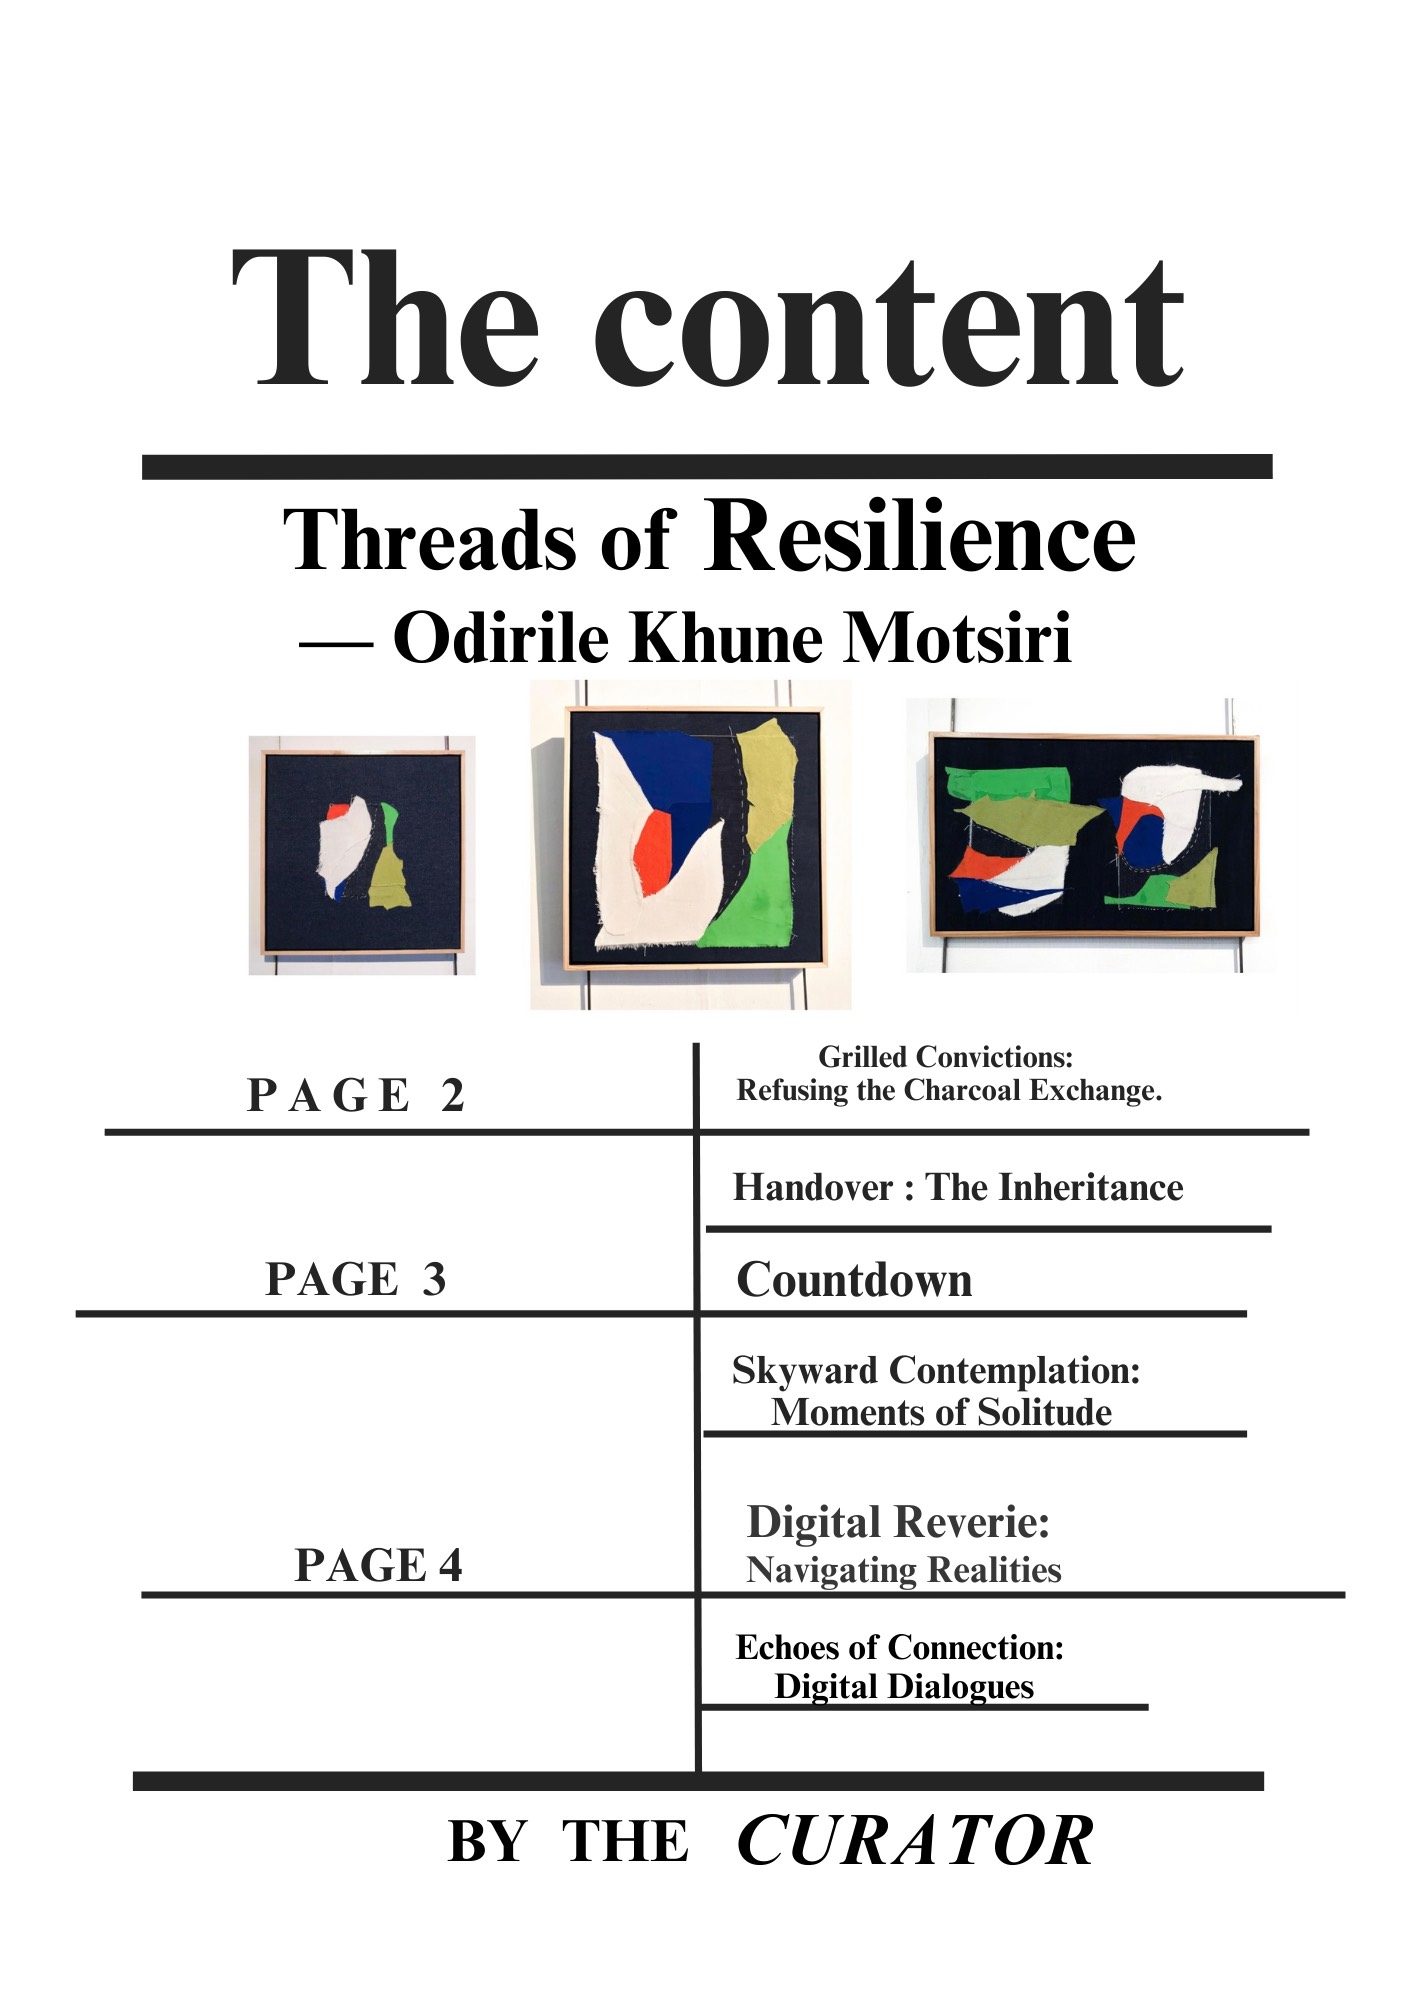 The content
Threads of Resilience
— Odirile Khune Motsiri
PAGE 2
Grilled Convictions:
Refusing the Charcoal Exchange.
Handover : The Inheritance
PAGE 3
Countdown
Skyward Contemplation:
Moments of Solitude
Digital Reverie:
PAGE 4
Navigating Realities
Echoes of Connection:
Digital Dialogues
BY THE CURATOR